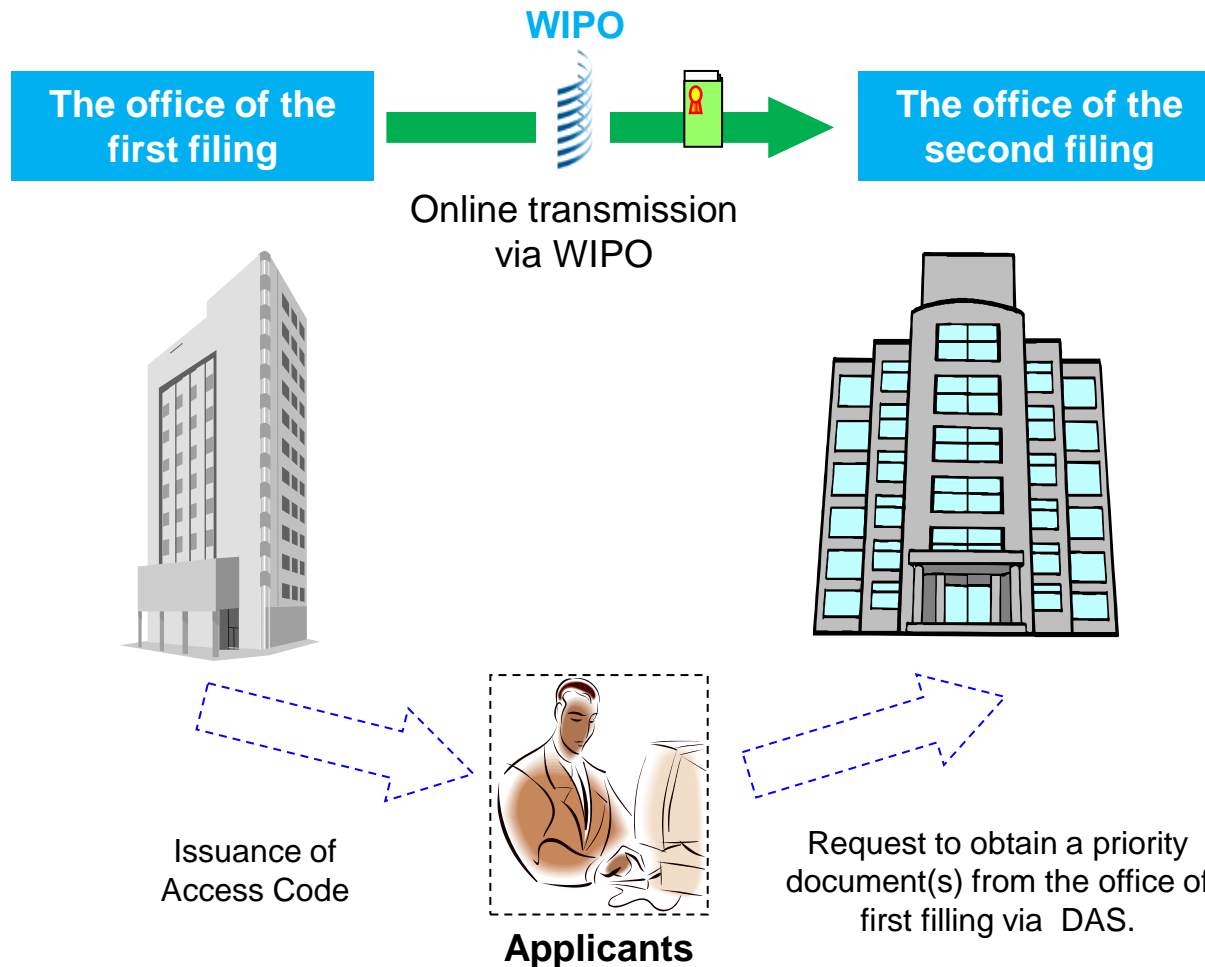 WIPO
The office of the
first filing
The office of the
second filing
Online transmission
via WIPO
Issuance of
Access Code
Request to obtain a priority
document(s) from the office of
first filling via DAS.
Applicants